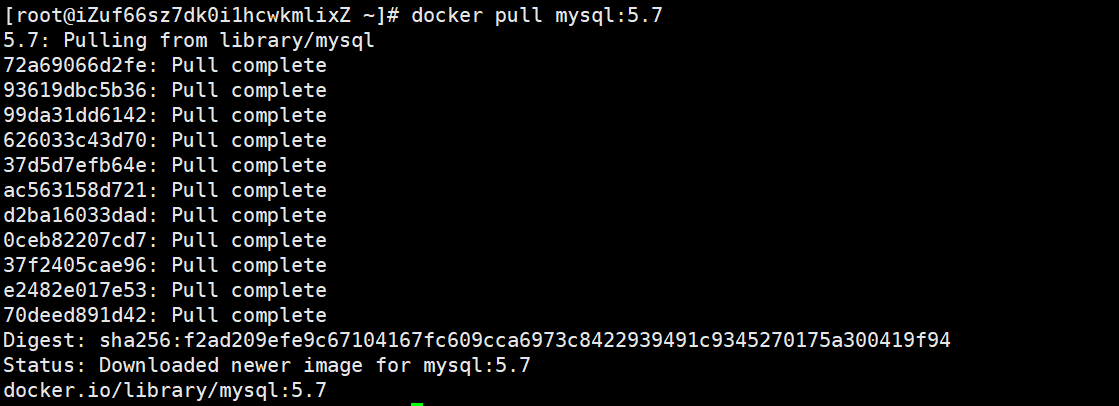 [root@iZuf66sz7dk0i1hcwkmlixZ ~]# docker pull mysql:5.7
5.7: Pulling from library/mysql
72a69066d2fe: Pull complete
93619dbc5b36: Pull complete
99da31dd6142: Pull complete
626033c43d70: Pull complete
37d5d7efb64e: Pull complete
ac563158d721: Pull complete
d2ba16033dad: Pull complete
0ceb82207cd7: Pull complete
37f2405cae96: Pull complete
e2482e017e53: Pull complete
70deed891d42: Pull complete
Digest: sha256:f2ad209efe9c67104167fc609cca6973c8422939491c9345270175a300419f94
Status: Downloaded newer image for mysql:5.7
docker.io/library/mysql:5.7